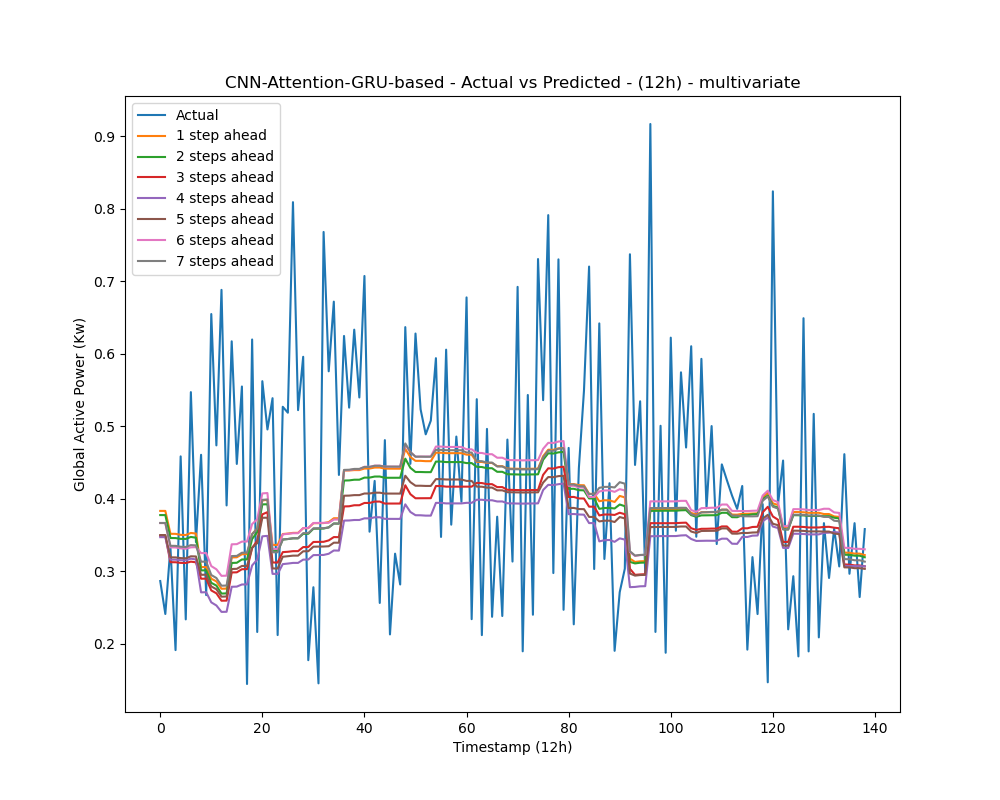 CNN-Attention-GRU-based - Actual vs Predicted - (12h) - multivariate
Actual
1 step ahead
2 steps ahead
3 steps ahead
4 steps ahead
5 steps ahead
6 steps ahead
7 steps ahead
Global Active Power (Kw)
0.9
0.8
0.7
0.6
0.5
0.4
0.3
0.2
0 20 40 60 80 100 120 140
Timestamp (12h)